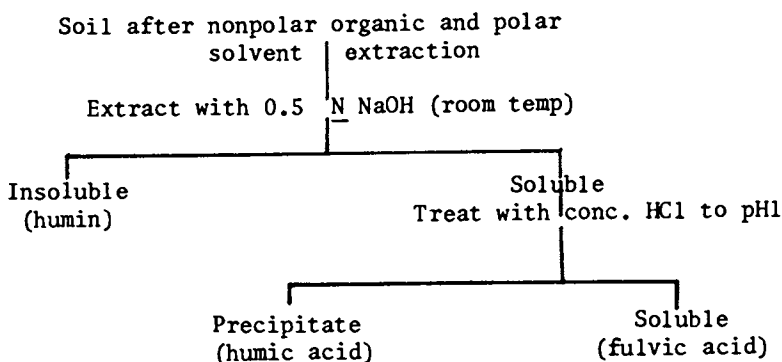 Soil after nonpolar organic and polar
solvent extraction
Extract with 0.5 N NaOH (room temp)
Insoluble
(humin)
Soluble
Treat with conc. HCl to pH1
Precipitate
(humic acid)
Soluble
(fulvic acid)